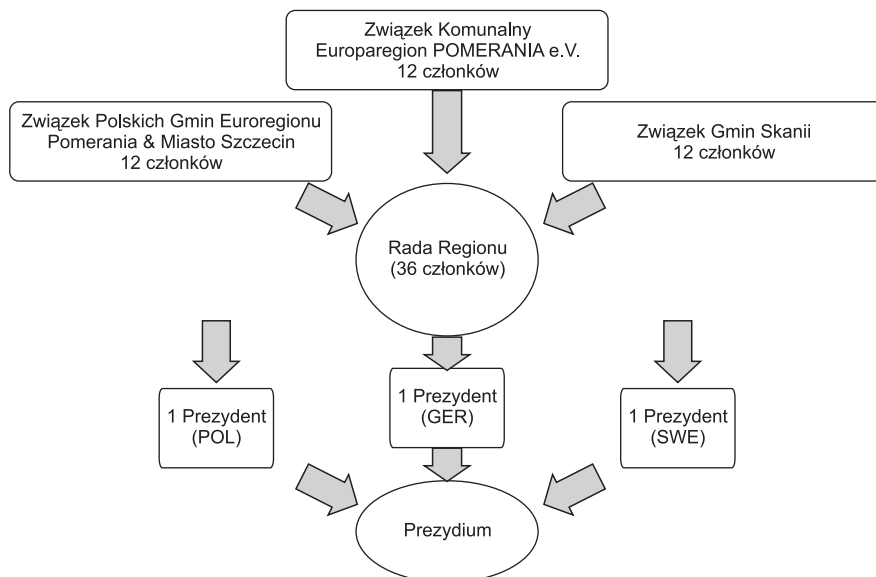 Związek Komunalny
Europaregion POMERANIA e.V.
12 członków
Związek Polskich Gmin Euroregionu
Pomerania & Miasto Szczecin
12 członków
Związek Gmin Skanii
12 członków
Rada Regionu
(36 członków)
1 Prezydent
(POL)
1 Prezydent
(GER)
1 Prezydent
(SWE)
Prezydium